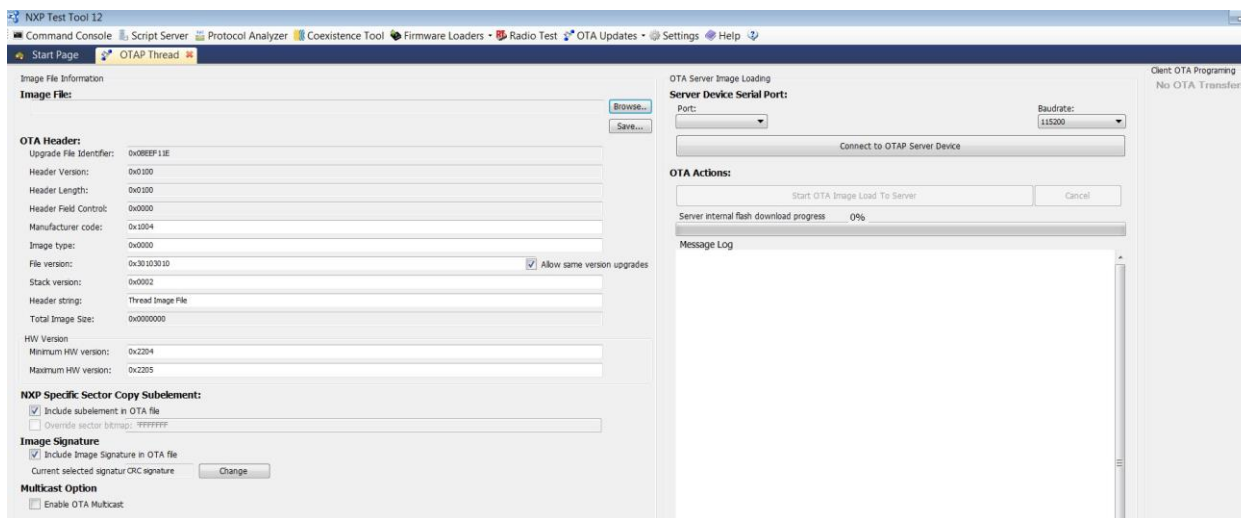 NXP Test Tool 12
Command Console Script Server Protocol Analyzer Coexistence Tool Firmware Loaders Radio Test OTA Updates Settings Help
Start Page OTAP Thread
Image File Information
Image File:
Browse...
Save...
OTA Header:
Upgrade File Identifier: 0x0BEEF11E
Header Version: 0x0100
Header Length: 0x0100
Header Field Control: 0x0000
Manufacturer code: 0x1004
Image type: 0x0000
File version: 0x30103010 Allow same version upgrades
Stack version: 0x0002
Header string: Thread Image File
Total Image Size: 0x0000000
HW Version
Minimum HW version: 0x2204
Maximum HW version: 0x2205
NXP Specific Sector Copy Subelement:
Include subelement in OTA file
Override sector bitmap:
Image Signature
Include Image Signature in OTA file
Current selected signatur CRC signature Change
Multicast Option
Enable OTA Multicast
OTA Server Image Loading
Server Device Serial Port:
Port: Baudrate:
115200
Connect to OTAP Server Device
OTA Actions:
Start OTA Image Load To Server Cancel
Server internal flash download progress 0%
Message Log
Client OTA Programing
No OTA Transfer